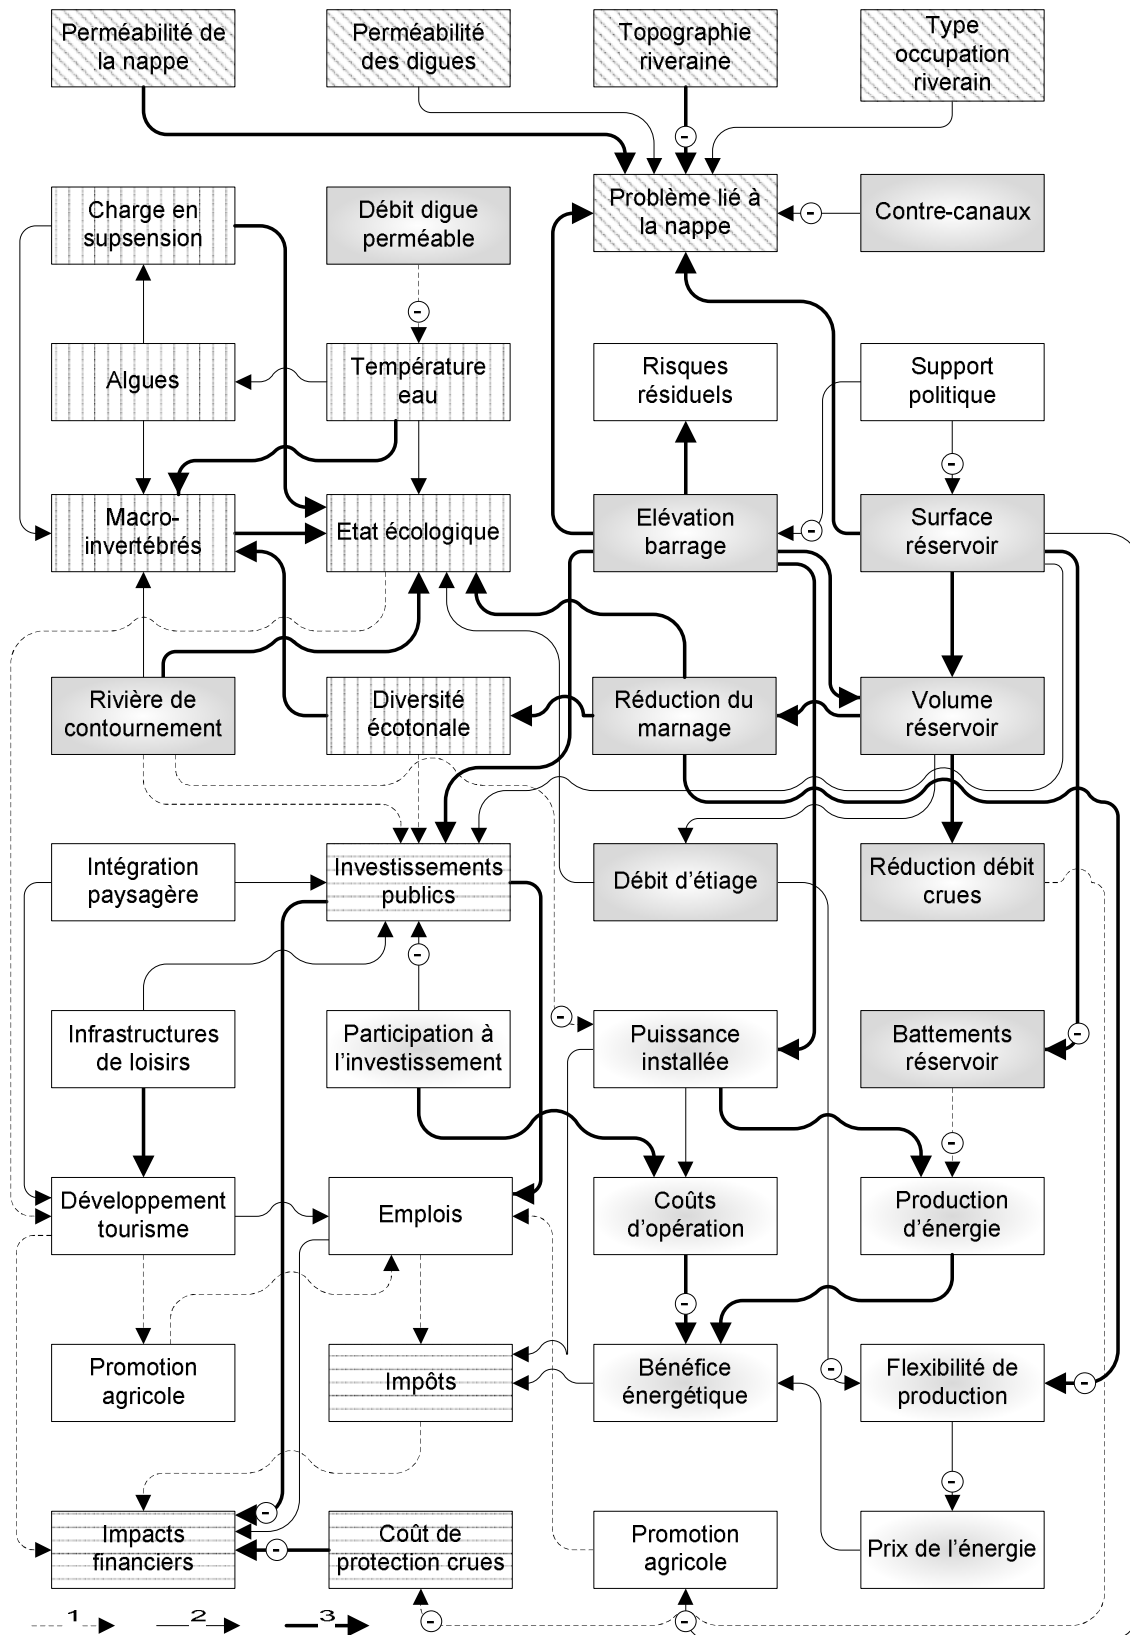 Perméabilité de
la nappe
Perméabilité
des digues
Topographie
riveraine
Type
occupation
riverain
-
Charge en
supsension
Débit digue
perméable
Problème lié à
la nappe
-
Contre-canaux
-
Algues
Température
eau
Risques
résiduels
Support
politique
-
Macro-
invertébrés
Etat écologique
Elévation
barrage
-
Surface
réservoir
Rivière de
contournement
Diversité
écotonale
Réduction du
marnage
Volume
réservoir
Intégration
paysagère
Investissements
publics
Débit d'étiage
Réduction débit
crues
-
Infrastructures
de loisirs
Participation à
l'investissement
-
Puissance
installée
Battements
réservoir
-
-
Développement
tourisme
Emplois
Coûts
d'opération
Production
d'énergie
-
Promotion
agricole
Impôts
Bénéfice
énergétique
-
Flexibilité de
production
-
-
Impacts
financiers
-
-
Coût de
protection crues
Promotion
agricole
Prix de l'énergie
1
2
3
-
-